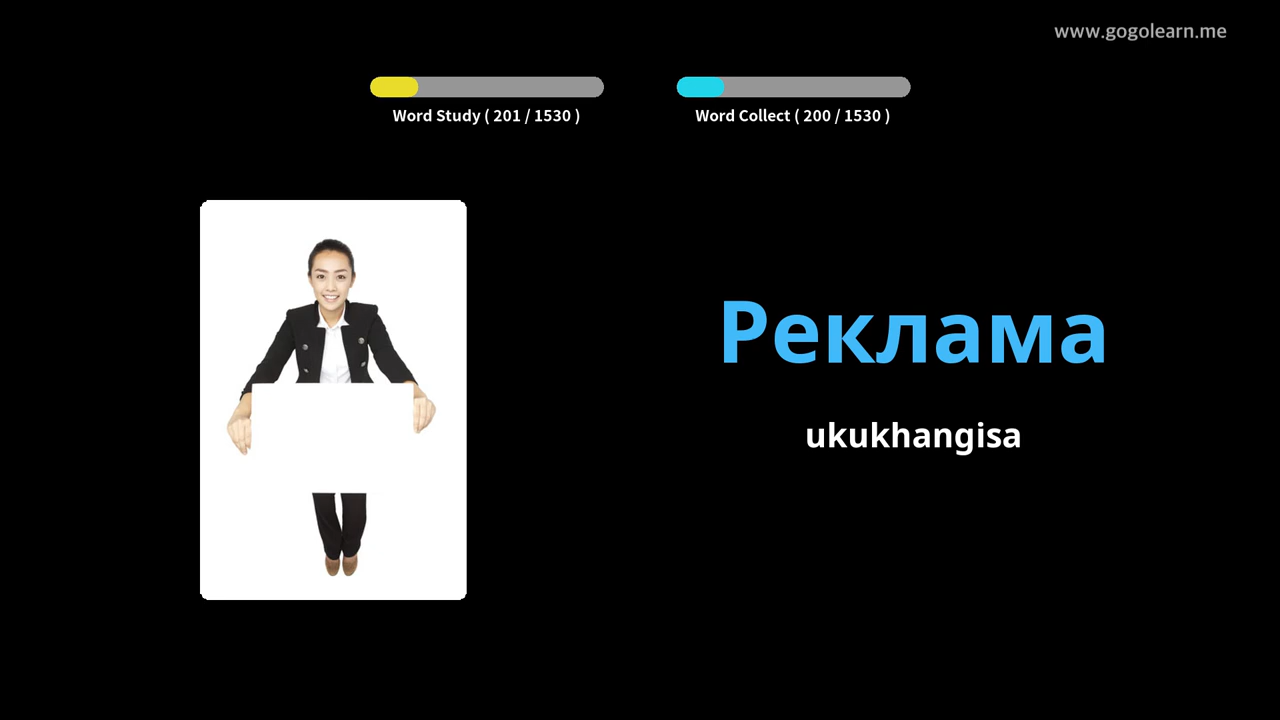 www.gogolearn.me
Word Study ( 201 / 1530 )
Word Collect ( 200 / 1530 )
Реклама
ukukhangisa